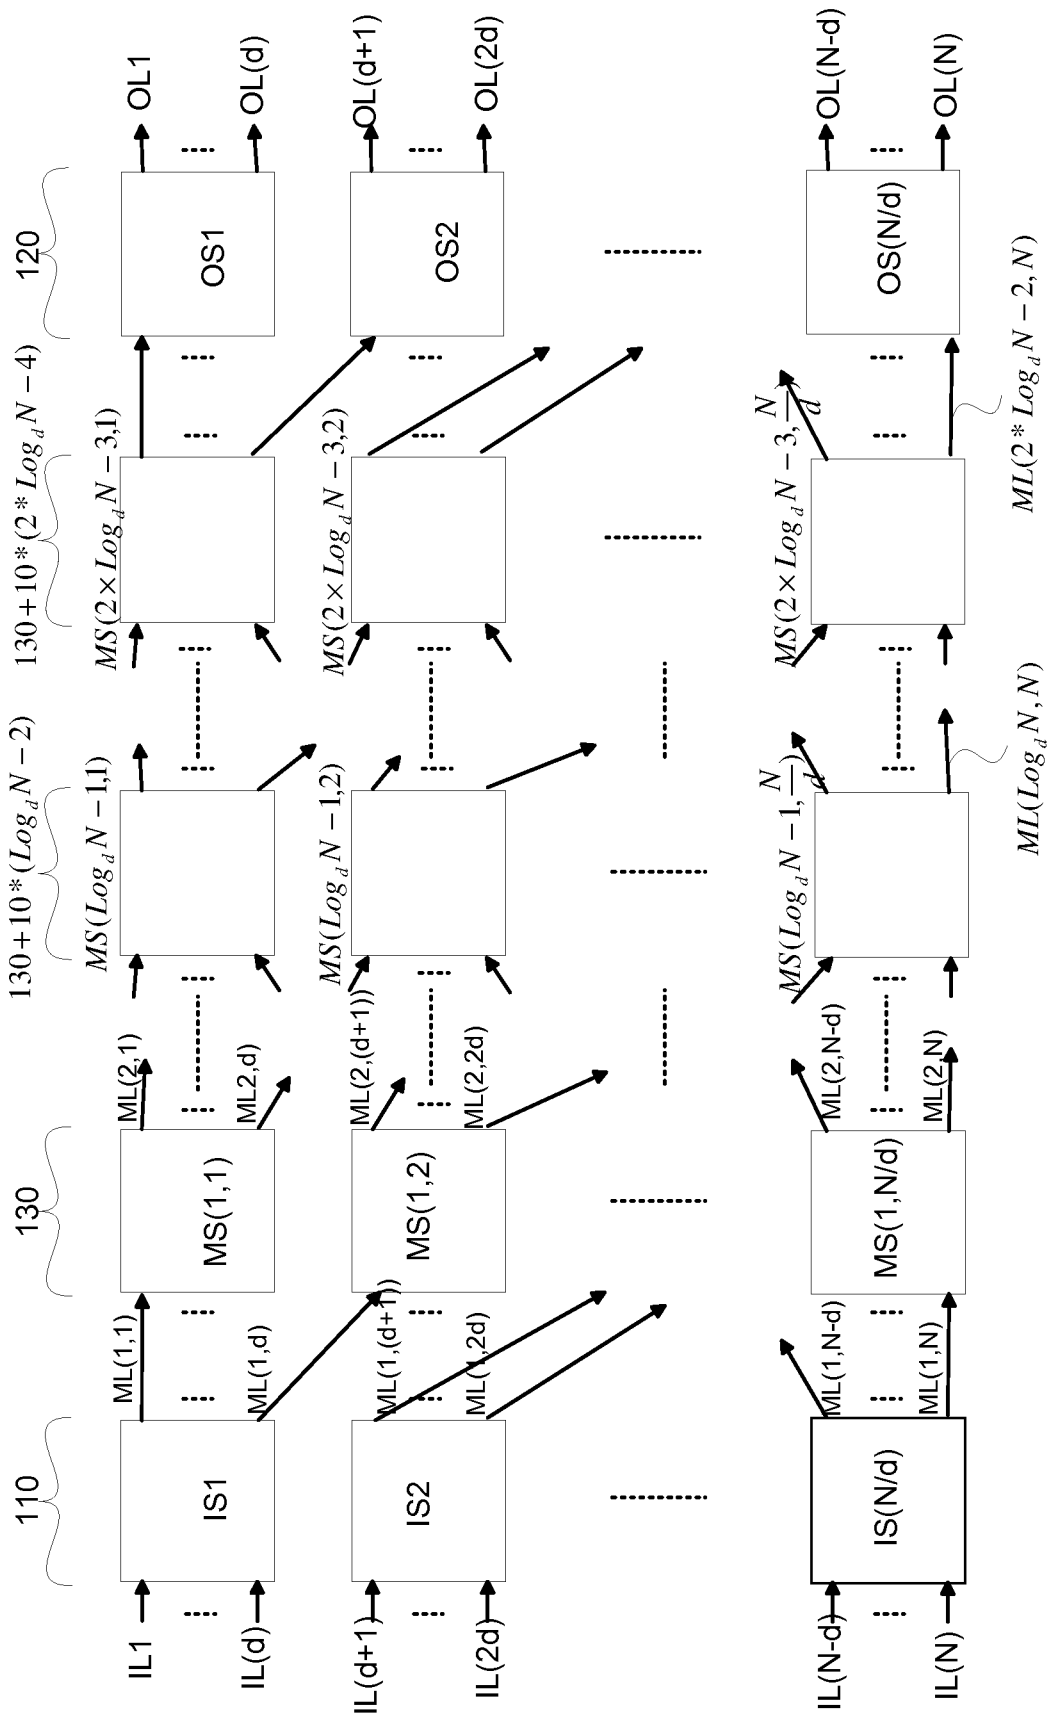 110
130
130+10*(Log_d N − 2)
130+10*(2* Log_d N − 4)
120
IL1
IL(d)
IS1
ML(1,1)
ML(1,d)
MS(1,1)
ML(2,1)
ML2,d)
MS(Log_d N − 1,1)
MS(2×Log_d N − 3,1)
OS1
OL1
OL(d)
IL(d+1)
IL(2d)
IS2
ML(1,(d+1))
ML(1,2d)
MS(1,2)
ML(2,(d+1))
ML(2,2d)
MS(Log_d N − 1,2)
MS(2×Log_d N − 3,2)
OS2
OL(d+1)
OL(2d)
IL(N-d)
IL(N)
IS(N/d)
ML(1,N-d)
ML(1,N)
MS(1,N/d)
ML(2,N-d)
ML(2,N)
MS(Log_d N − 1, N/d)
MS(2×Log_d N − 3, N/d)
OS(N/d)
OL(N-d)
OL(N)
ML(Log_d N, N)
ML(2* Log_d N − 2, N)